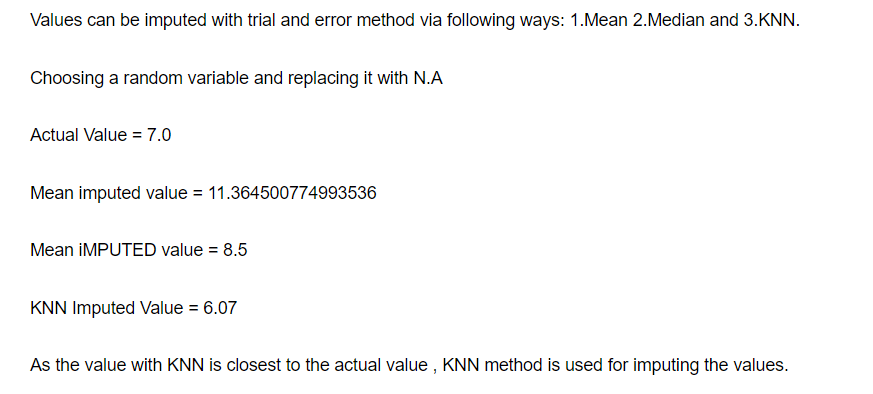 Values can be imputed with trial and error method via following ways: 1.Mean 2.Median and 3.KNN.
Choosing a random variable and replacing it with N.A
Actual Value = 7.0
Mean imputed value = 11.364500774993536
Mean iMPUTED value = 8.5
KNN Imputed Value = 6.07
As the value with KNN is closest to the actual value , KNN method is used for imputing the values.